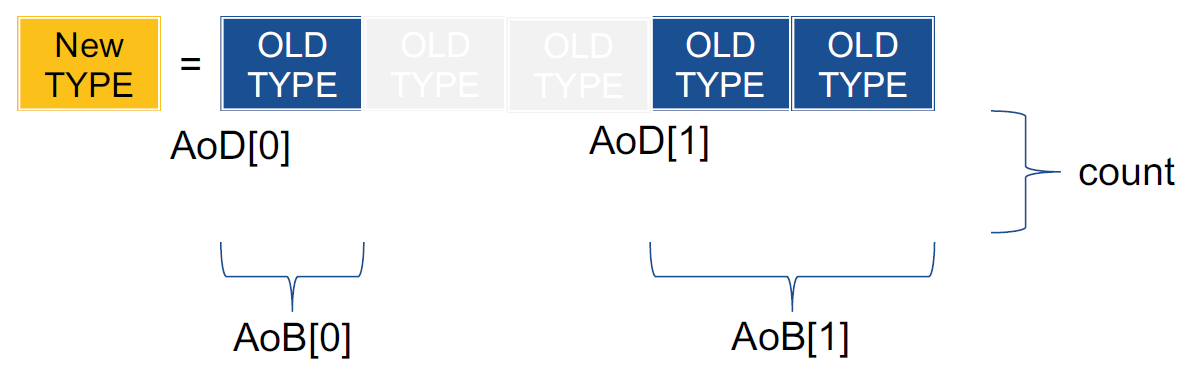 New
TYPE
=
OLD
TYPE
OLD
TYPE
OLD
TYPE
OLD
TYPE
OLD
TYPE
AoD[0]
AoD[1]
count
AoB[0]
AoB[1]